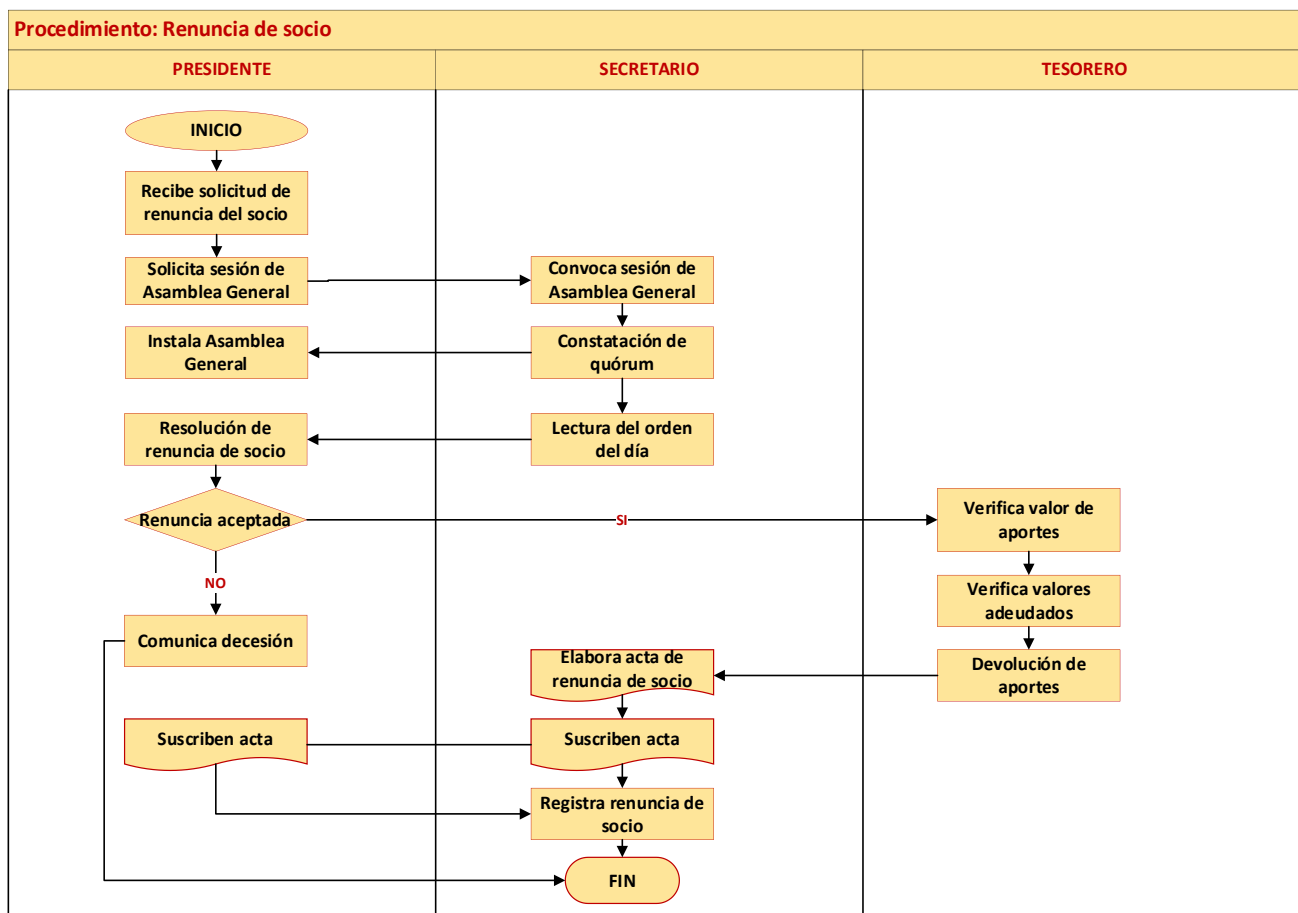 Procedimiento: Renuncia de socio
PRESIDENTE
SECRETARIO
TESORERO
INICIO
Recibe solicitud de
renuncia del socio
Solicita sesión de
Asamblea General
Convoca sesión de
Asamblea General
Instala Asamblea
General
Constatación de
quórum
Resolución de
renuncia de socio
Lectura del orden
del día
Renuncia aceptada
SI
Verifica valor de
aportes
NO
Verifica valores
adeudados
Comunica decesión
Elabora acta de
renuncia de socio
Devolución de
aportes
Suscriben acta
Suscriben acta
Registra renuncia de
socio
FIN